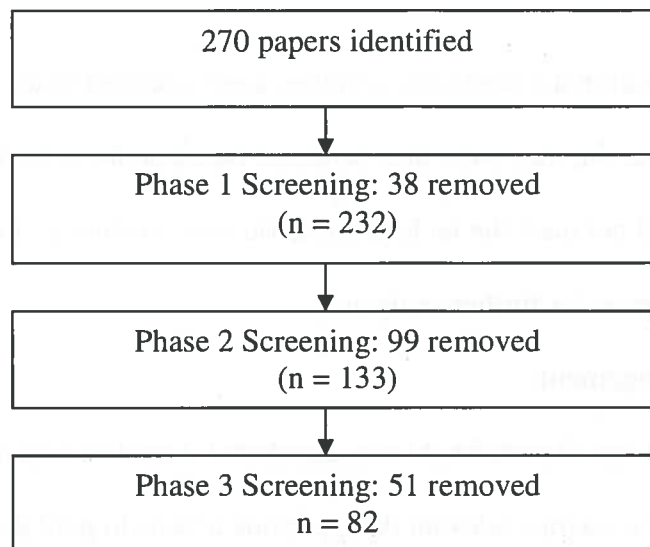 270 papers identified
Phase 1 Screening: 38 removed
(n = 232)
Phase 2 Screening: 99 removed
(n = 133)
Phase 3 Screening: 51 removed
n = 82